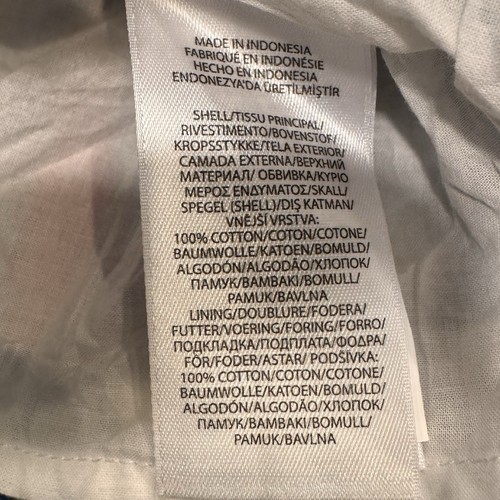 MADE IN INDONESIA
FABRIQUÉ EN INDONÉSIE
HECHO EN INDONESIA
ENDONEZYA'DA ÜRETİLMİŞTİR
SHELL/TISSU PRINCIPAL/
RIVESTIMENTO/BOVENSTOF/
KROPSSTYKKE/TELA EXTERIOR/
CAMADA EXTERNA/ВЕРХНИЙ
МАТЕРИАЛ/ ОБВИВКА/ΚΥΡΙΟ
ΜΕΡΟΣ ΕΝΔΥΜΑΤΟΣ/SKALL/
SPEGEL (SHELL)/DIŞ KATMAN/
VNĚJŠÍ VRSTVA:
100% COTTON/COTON/COTONE/
BAUMWOLLE/KATOEN/BOMULD/
ALGODÓN/ALGODÃO/ХЛОПОК/
ПАМУК/ΒΑΜΒΑΚΙ/BOMULL/
PAMUK/BAVLNA
LINING/DOUBLURE/FODERA/
FUTTER/VOERING/FORING/FORRO/
ПОДКЛАДКА/ПОДПЛАТА/ΦΟΔΡΑ/
FÖR/FODER/ASTAR/ PODŠÍVKA:
100% COTTON/COTON/COTONE/
BAUMWOLLE/KATOEN/BOMULD/
ALGODÓN/ALGODÃO/ХЛОПОК/
ПАМУК/ΒΑΜΒΑΚΙ/BOMULL/
PAMUK/BAVLNA